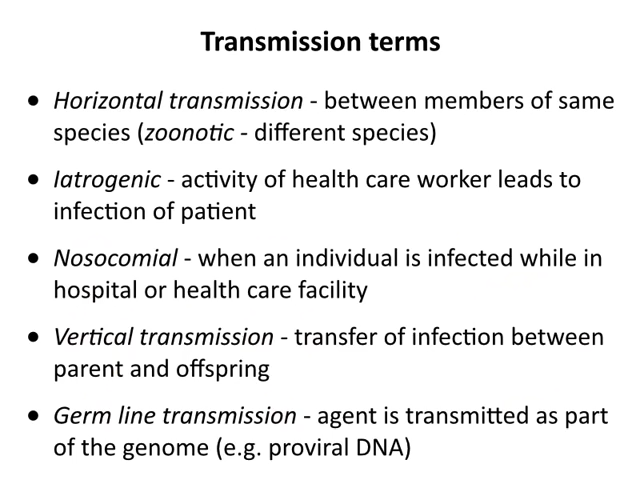 Transmission terms
• Horizontal transmission - between members of same
species (zoonotic - different species)
• Iatrogenic - activity of health care worker leads to
infection of patient
• Nosocomial - when an individual is infected while in
hospital or health care facility
• Vertical transmission - transfer of infection between
parent and offspring
• Germ line transmission - agent is transmitted as part
of the genome (e.g. proviral DNA)